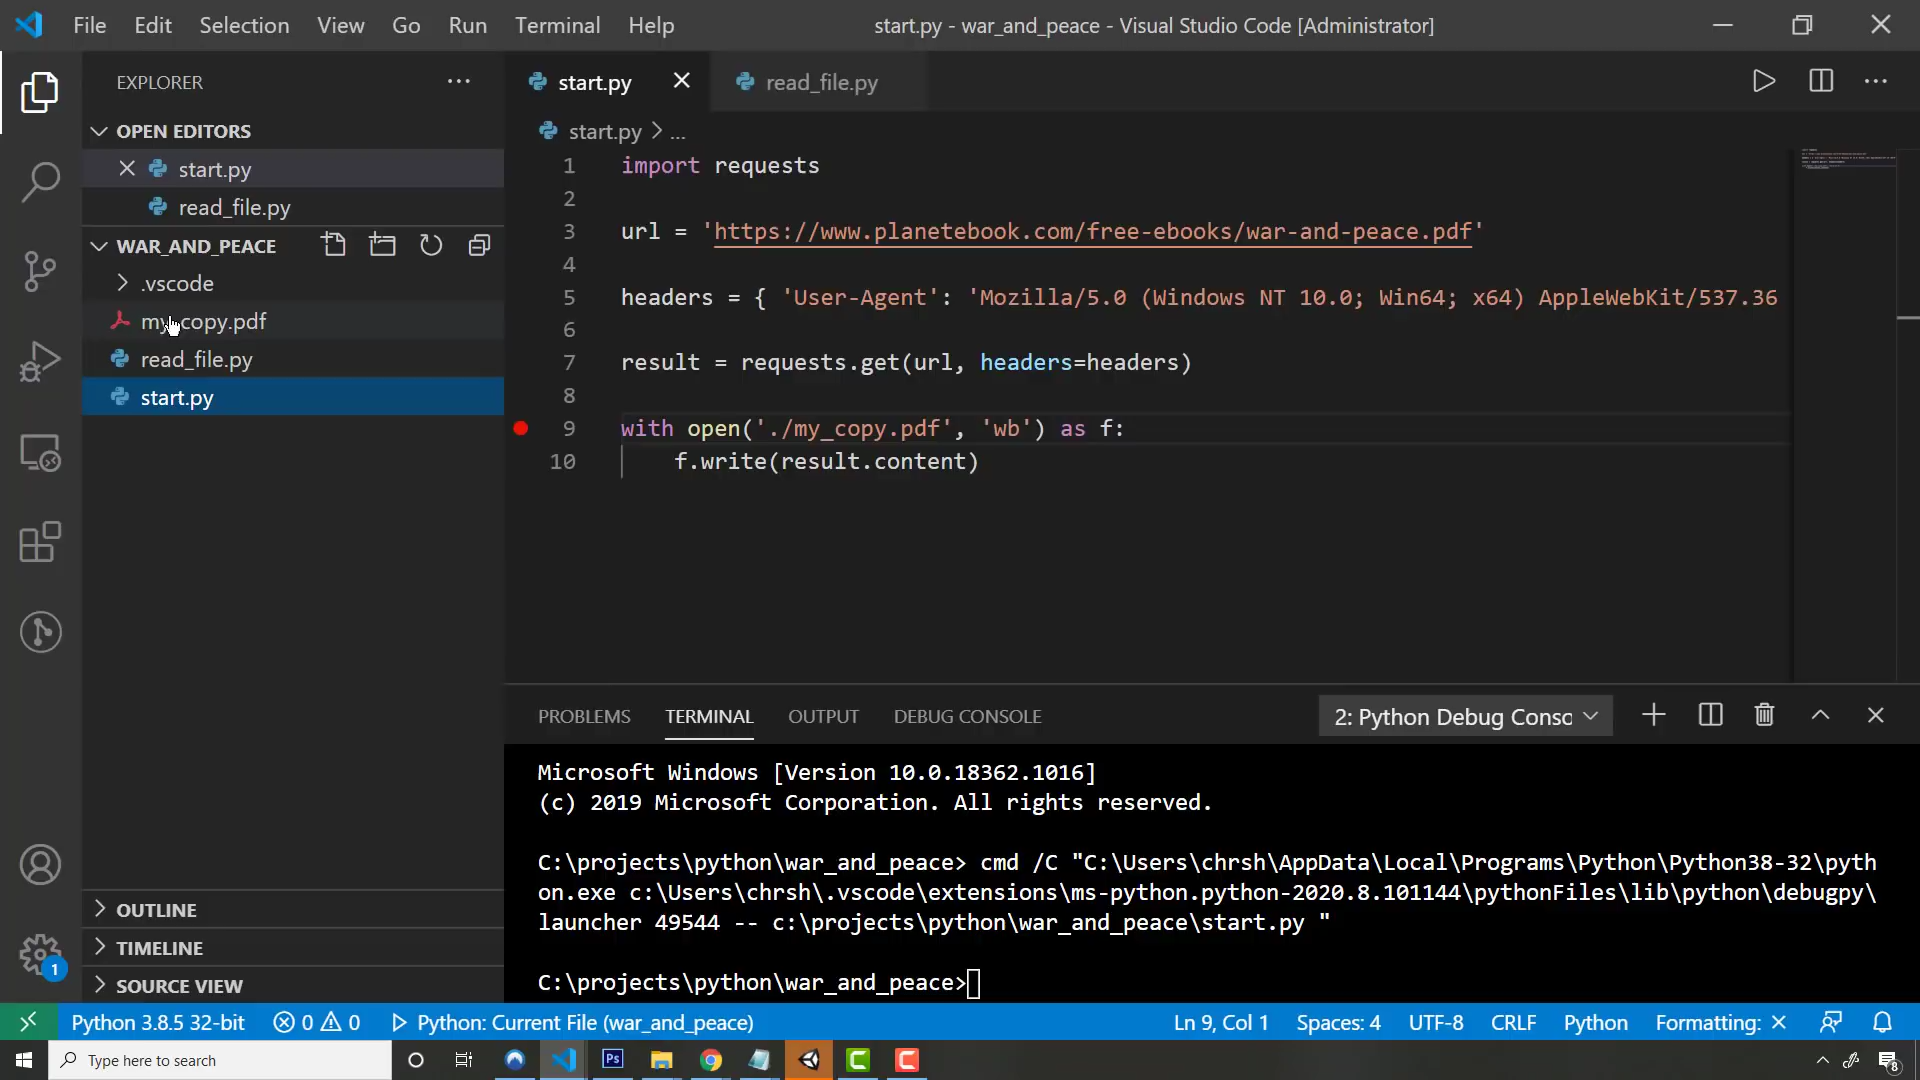 File Edit Selection View Go Run Terminal Help
start.py - war_and_peace - Visual Studio Code [Administrator]
EXPLORER
OPEN EDITORS
start.py
read_file.py
WAR_AND_PEACE
.vscode
my_copy.pdf
read_file.py
start.py
OUTLINE
TIMELINE
SOURCE VIEW
1
start.py
read_file.py
start.py > ...
1 import requests
2
3 url = 'https://www.planetebook.com/free-ebooks/war-and-peace.pdf'
4
5 headers = { 'User-Agent': 'Mozilla/5.0 (Windows NT 10.0; Win64; x64) AppleWebKit/537.36
6
7 result = requests.get(url, headers=headers)
8
9 with open('./my_copy.pdf', 'wb') as f:
10 f.write(result.content)
PROBLEMS TERMINAL OUTPUT DEBUG CONSOLE
2: Python Debug Consc
Microsoft Windows [Version 10.0.18362.1016]
(c) 2019 Microsoft Corporation. All rights reserved.
C:\projects\python\war_and_peace> cmd /C "C:\Users\chrsh\AppData\Local\Programs\Python\Python38-32\pyth
on.exe c:\Users\chrsh\.vscode\extensions\ms-python.python-2020.8.101144\pythonFiles\lib\python\debugpy\
launcher 49544 -- c:\projects\python\war_and_peace\start.py "
C:\projects\python\war_and_peace>
Python 3.8.5 32-bit 0 0 Python: Current File (war_and_peace) Ln 9, Col 1 Spaces: 4 UTF-8 CRLF Python Formatting: ✕
Type here to search
Ps
8